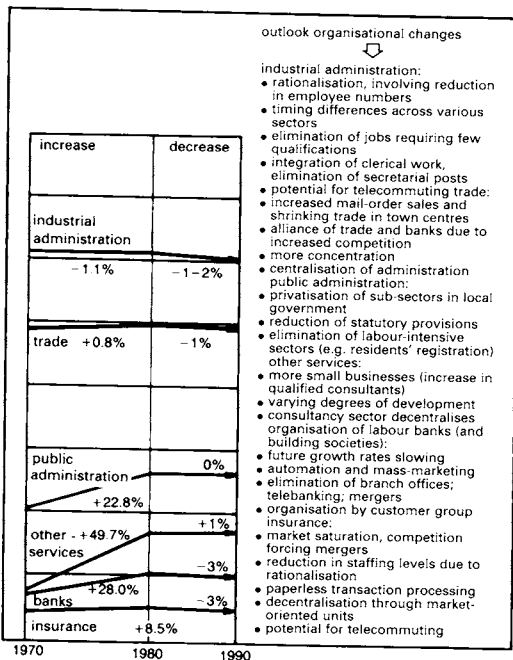 increase
decrease
industrial
administration
−1.1%
−1−2%
trade +0.8%
−1%
public
administration
0%
+22.8%
other - +49.7%
services
+1%
−3%
+28.0%
banks
−3%
insurance
+8.5%
1970
1980
1990
outlook organisational changes
industrial administration:
• rationalisation, involving reduction
in employee numbers
• timing differences across various
sectors
• elimination of jobs requiring few
qualifications
• integration of clerical work,
elimination of secretarial posts
• potential for telecommuting trade:
• increased mail-order sales and
shrinking trade in town centres
• alliance of trade and banks due to
increased competition
• more concentration
• centralisation of administration
public administration:
• privatisation of sub-sectors in local
government
• reduction of statutory provisions
• elimination of labour-intensive
sectors (e.g. residents' registration)
other services:
• more small businesses (increase in
qualified consultants)
• varying degrees of development
• consultancy sector decentralises
organisation of labour banks (and
building societies):
• future growth rates slowing
• automation and mass-marketing
• elimination of branch offices;
telebanking; mergers
• organisation by customer group
insurance:
• market saturation, competition
forcing mergers
• reduction in staffing levels due to
rationalisation
• paperless transaction processing
• decentralisation through market-
oriented units
• potential for telecommuting